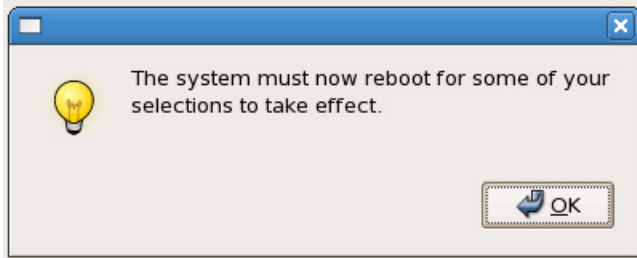 The system must now reboot for some of your
selections to take effect.
OK